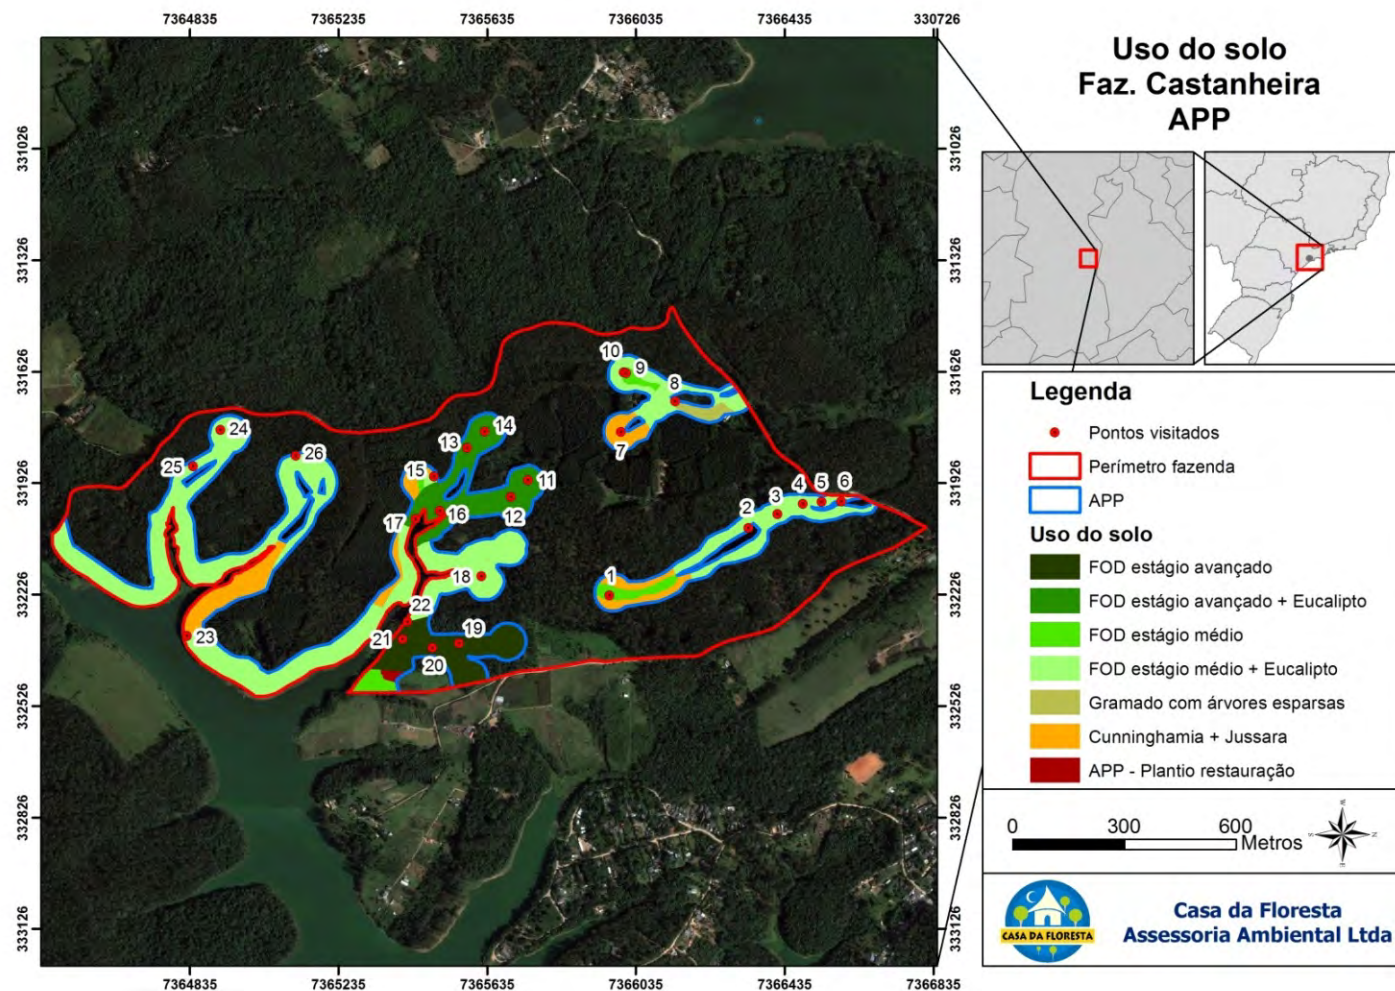 7364835 7365235 7365635 7366035 7366435 330726
Uso do solo
Faz. Castanheira
APP
331026 331026
331326 331326
331626 331626
331926 331926
332226 332226
332526 332526
332826 332826
333126 333126
10
9
8
7
14
13
24
26
25
15
11
12
16
17
4 5 6
3
2
1
18
22
19
21
20
23
Legenda
Pontos visitados
Perímetro fazenda
APP
Uso do solo
FOD estágio avançado
FOD estágio avançado + Eucalipto
FOD estágio médio
FOD estágio médio + Eucalipto
Gramado com árvores esparsas
Cunninghamia + Jussara
APP - Plantio restauração
0 300 600
Metros
CASA DA FLORESTA
Casa da Floresta
Assessoria Ambiental Ltda
7364835 7365235 7365635 7366035 7366435 7366835